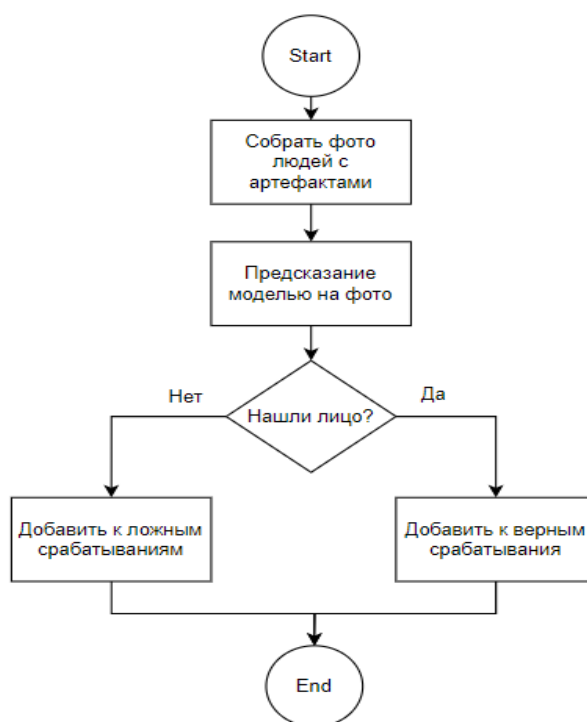 Start
Собрать фото
людей с
артефактами
Предсказание
моделью на фото
Нашли лицо?
Нет
Да
Добавить к ложным
срабатываниям
Добавить к верным
срабатывания
End